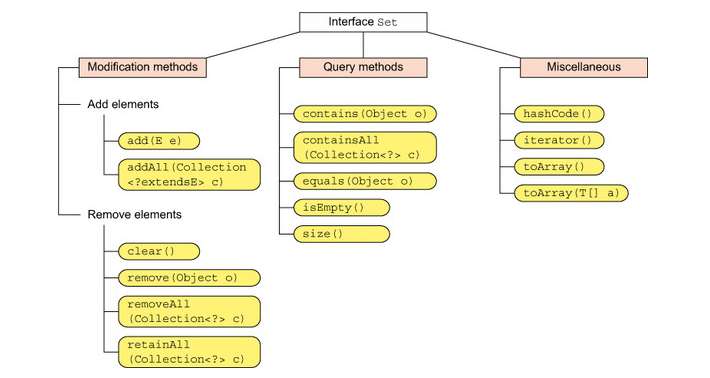 Interface Set
Modification methods
Add elements
add(E e)
addAll(Collection
<?extendsE> c)
Remove elements
clear()
remove(Object o)
removeAll
(Collection<?> c)
retainAll
(Collection<?> c)
Query methods
contains(Object o)
containsAll
(Collection<?> c)
equals(Object o)
isEmpty()
size()
Miscellaneous
hashCode()
iterator()
toArray()
toArray(T[] a)